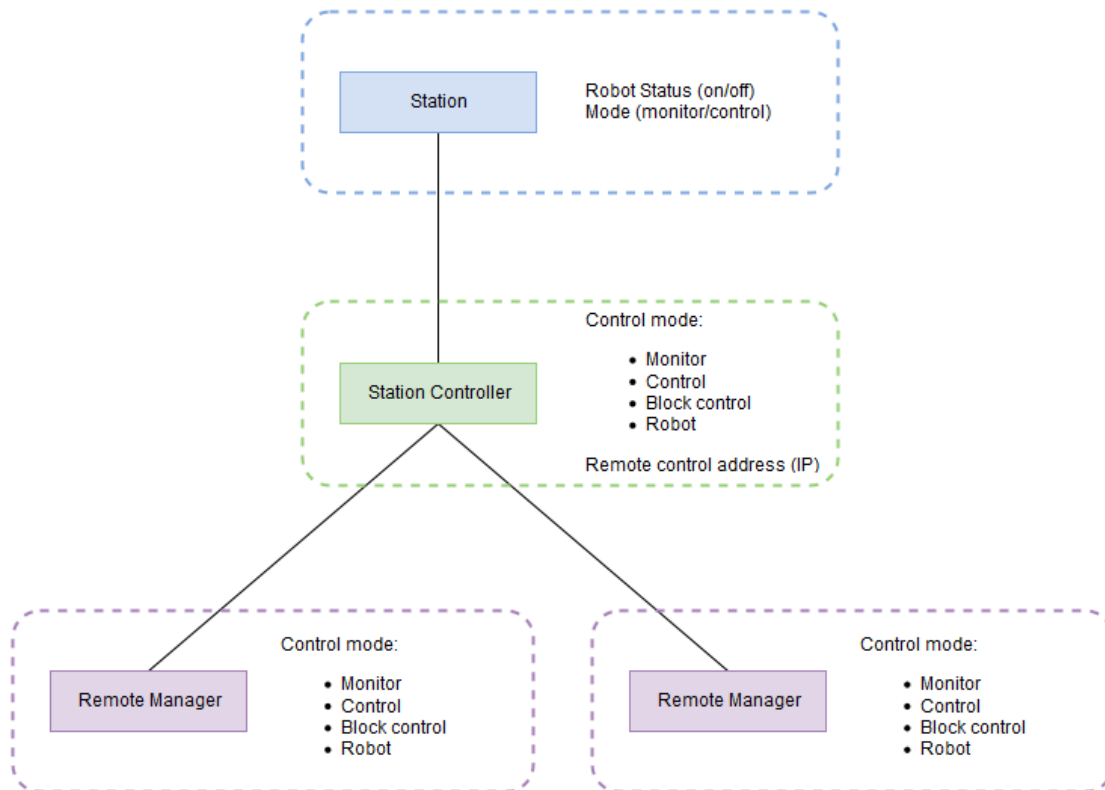 Station
Robot Status (on/off)
Mode (monitor/control)
Station Controller
Control mode:
• Monitor
• Control
• Block control
• Robot
Remote control address (IP)
Remote Manager
Control mode:
• Monitor
• Control
• Block control
• Robot
Remote Manager
Control mode:
• Monitor
• Control
• Block control
• Robot